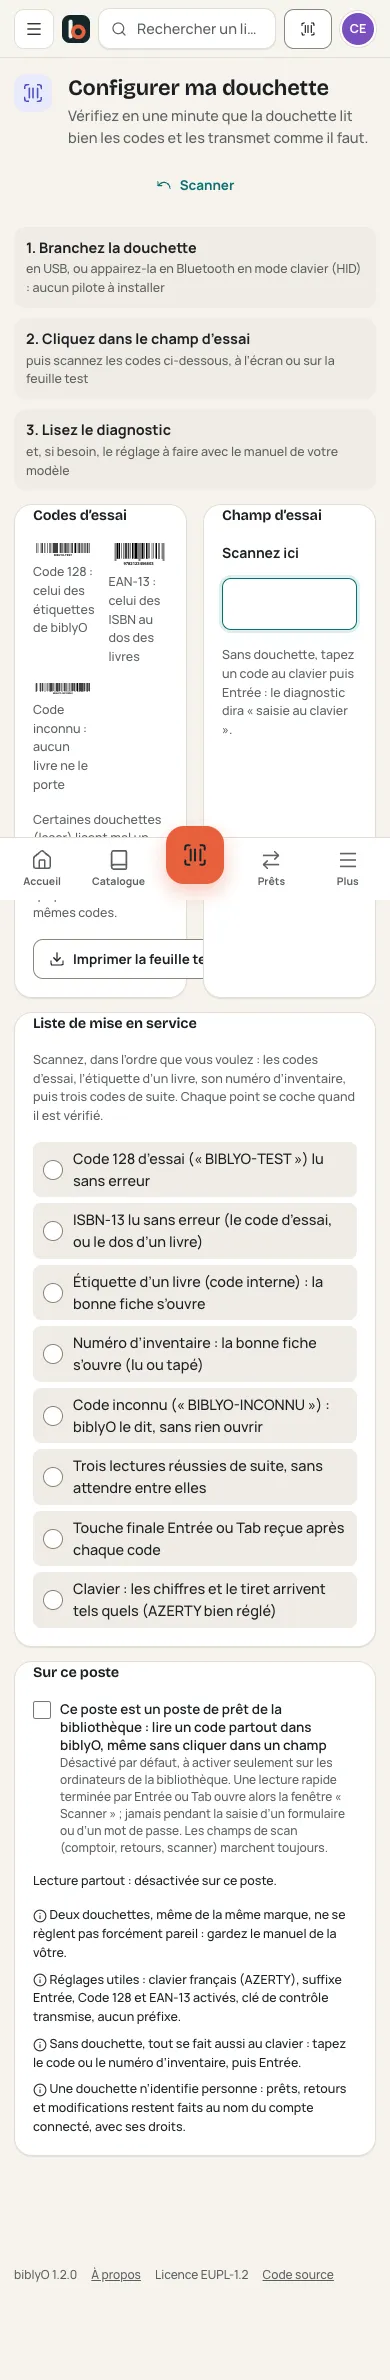 bo
Rechercher un li...
CE
Configurer ma douchette
Vérifiez en une minute que la douchette lit
bien les codes et les transmet comme il faut.
Scanner
1. Branchez la douchette
en USB, ou appairez-la en Bluetooth en mode clavier (HID)
: aucun pilote à installer
2. Cliquez dans le champ d'essai
puis scannez les codes ci-dessous, à l'écran ou sur la
feuille test
3. Lisez le diagnostic
et, si besoin, le réglage à faire avec le manuel de votre
modèle
Codes d'essai
Code 128 :
celui des
étiquettes
de biblyO
EAN-13 :
celui des
ISBN au
dos des
livres
Code
inconnu :
aucun
livre ne le
porte
Certaines douchettes
mêmes codes.
Imprimer la feuille te
Champ d'essai
Scannez ici
Sans douchette, tapez
un code au clavier puis
Entrée : le diagnostic
dira « saisie au clavier
».
Accueil
Catalogue
Prêts
Plus
Liste de mise en service
Scannez, dans l'ordre que vous voulez : les codes
d'essai, l'étiquette d'un livre, son numéro d'inventaire,
puis trois codes de suite. Chaque point se coche quand
il est vérifié.
Code 128 d'essai (« BIBLYO-TEST ») lu
sans erreur
ISBN-13 lu sans erreur (le code d'essai,
ou le dos d'un livre)
Étiquette d'un livre (code interne) : la
bonne fiche s'ouvre
Numéro d'inventaire : la bonne fiche
s'ouvre (lu ou tapé)
Code inconnu (« BIBLYO-INCONNU ») :
biblyO le dit, sans rien ouvrir
Trois lectures réussies de suite, sans
attendre entre elles
Touche finale Entrée ou Tab reçue après
chaque code
Clavier : les chiffres et le tiret arrivent
tels quels (AZERTY bien réglé)
Sur ce poste
Ce poste est un poste de prêt de la
bibliothèque : lire un code partout dans
biblyO, même sans cliquer dans un champ
Désactivé par défaut, à activer seulement sur les
ordinateurs de la bibliothèque. Une lecture rapide
terminée par Entrée ou Tab ouvre alors la fenêtre «
Scanner » ; jamais pendant la saisie d'un formulaire
ou d'un mot de passe. Les champs de scan
(comptoir, retours, scanner) marchent toujours.
Lecture partout : désactivée sur ce poste.
Deux douchettes, même de la même marque, ne se
règlent pas forcément pareil : gardez le manuel de la
vôtre.
Réglages utiles : clavier français (AZERTY), suffixe
Entrée, Code 128 et EAN-13 activés, clé de contrôle
transmise, aucun préfixe.
Sans douchette, tout se fait aussi au clavier : tapez
le code ou le numéro d'inventaire, puis Entrée.
Une douchette n'identifie personne : prêts, retours
et modifications restent faits au nom du compte
connecté, avec ses droits.
biblyO 1.2.0 À propos Licence EUPL-1.2 Code source